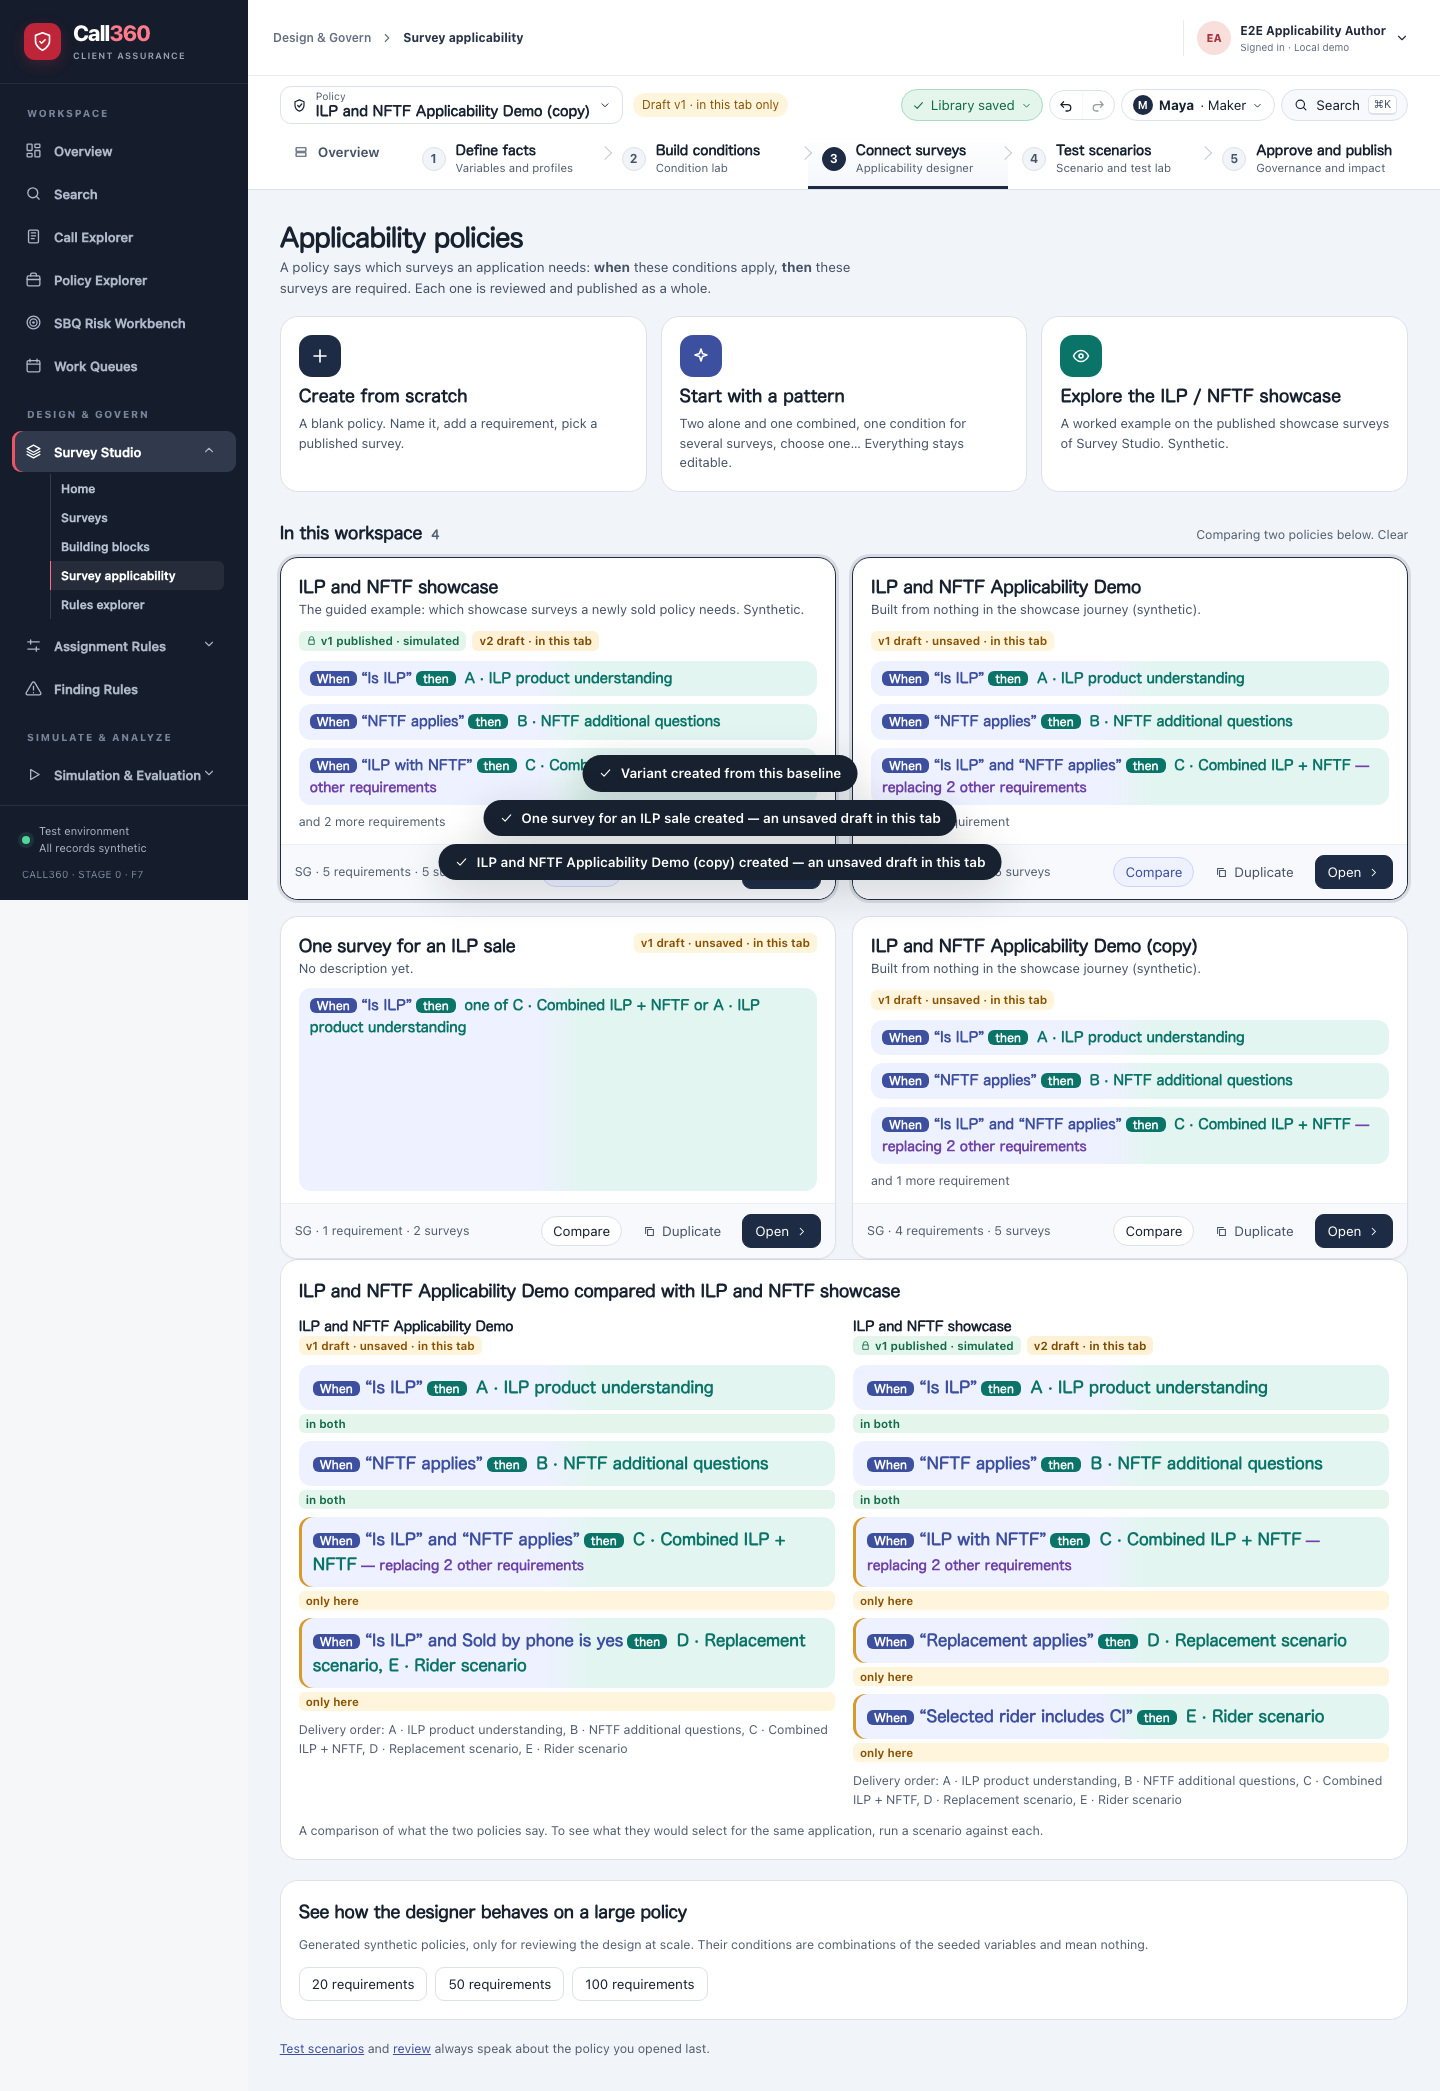 Call360
CLIENT ASSURANCE
WORKSPACE
Overview
Search
Call Explorer
Policy Explorer
SBQ Risk Workbench
Work Queues
DESIGN & GOVERN
Survey Studio
Home
Surveys
Building blocks
Survey applicability
Rules explorer
Assignment Rules
Finding Rules
SIMULATE & ANALYZE
Simulation & Evaluation
Test environment
All records synthetic
CALL360 · STAGE 0 · F7
Design & Govern > Survey applicability
EA
E2E Applicability Author
Signed in · Local demo
Policy
ILP and NFTF Applicability Demo (copy)
Draft v1 · in this tab only
Library saved
M Maya · Maker
Search ⌘K
Overview
1 Define facts
Variables and profiles
2 Build conditions
Condition lab
3 Connect surveys
Applicability designer
4 Test scenarios
Scenario and test lab
5 Approve and publish
Governance and impact
Applicability policies
A policy says which surveys an application needs: when these conditions apply, then these
surveys are required. Each one is reviewed and published as a whole.
Create from scratch
A blank policy. Name it, add a requirement, pick a
published survey.
Start with a pattern
Two alone and one combined, one condition for
several surveys, choose one... Everything stays
editable.
Explore the ILP / NFTF showcase
A worked example on the published showcase surveys
of Survey Studio. Synthetic.
In this workspace 4
Comparing two policies below. Clear
ILP and NFTF showcase
The guided example: which showcase surveys a newly sold policy needs. Synthetic.
v1 published · simulated v2 draft · in this tab
When “Is ILP” then A · ILP product understanding
When “NFTF applies” then B · NFTF additional questions
When “ILP with NFTF” then C · Comb
other requirements
and 2 more requirements
SG · 5 requirements · 5 su
ILP and NFTF Applicability Demo
Built from nothing in the showcase journey (synthetic).
v1 draft · unsaved · in this tab
When “Is ILP” then A · ILP product understanding
When “NFTF applies” then B · NFTF additional questions
When “Is ILP” and “NFTF applies” then C · Combined ILP + NFTF —
replacing 2 other requirements
uirement
surveys
Compare Duplicate Open
Variant created from this baseline
One survey for an ILP sale created — an unsaved draft in this tab
ILP and NFTF Applicability Demo (copy) created — an unsaved draft in this tab
One survey for an ILP sale
v1 draft · unsaved · in this tab
No description yet.
When “Is ILP” then one of C · Combined ILP + NFTF or A · ILP
product understanding
SG · 1 requirement · 2 surveys
Compare Duplicate Open
ILP and NFTF Applicability Demo (copy)
Built from nothing in the showcase journey (synthetic).
v1 draft · unsaved · in this tab
When “Is ILP” then A · ILP product understanding
When “NFTF applies” then B · NFTF additional questions
When “Is ILP” and “NFTF applies” then C · Combined ILP + NFTF —
replacing 2 other requirements
and 1 more requirement
SG · 4 requirements · 5 surveys
Compare Duplicate Open
ILP and NFTF Applicability Demo compared with ILP and NFTF showcase
ILP and NFTF Applicability Demo
v1 draft · unsaved · in this tab
When “Is ILP” then A · ILP product understanding
in both
When “NFTF applies” then B · NFTF additional questions
in both
When “Is ILP” and “NFTF applies” then C · Combined ILP +
NFTF — replacing 2 other requirements
only here
When “Is ILP” and Sold by phone is yes then D · Replacement
scenario, E · Rider scenario
only here
Delivery order: A · ILP product understanding, B · NFTF additional questions, C · Combined
ILP + NFTF, D · Replacement scenario, E · Rider scenario
ILP and NFTF showcase
v1 published · simulated v2 draft · in this tab
When “Is ILP” then A · ILP product understanding
in both
When “NFTF applies” then B · NFTF additional questions
in both
When “ILP with NFTF” then C · Combined ILP + NFTF —
replacing 2 other requirements
only here
When “Replacement applies” then D · Replacement scenario
only here
When “Selected rider includes CI” then E · Rider scenario
only here
Delivery order: A · ILP product understanding, B · NFTF additional questions, C · Combined
ILP + NFTF, D · Replacement scenario, E · Rider scenario
A comparison of what the two policies say. To see what they would select for the same application, run a scenario against each.
See how the designer behaves on a large policy
Generated synthetic policies, only for reviewing the design at scale. Their conditions are combinations of the seeded variables and mean nothing.
20 requirements 50 requirements 100 requirements
Test scenarios and review always speak about the policy you opened last.